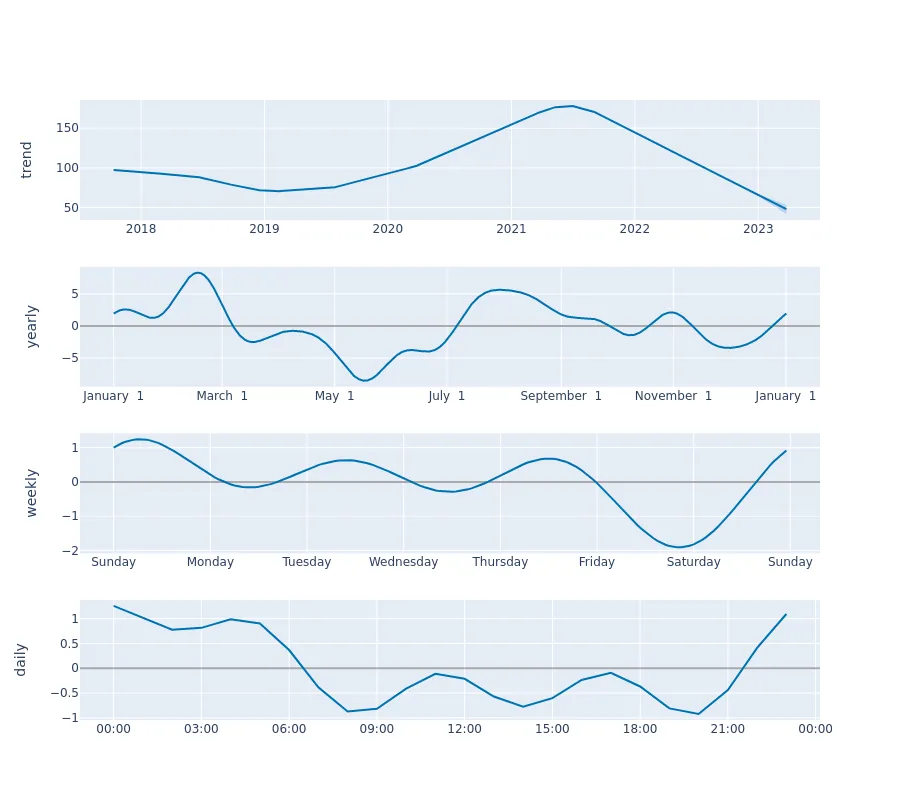 trend
150
100
50
2018 2019 2020 2021 2022 2023
yearly
5
0
−5
January 1 March 1 May 1 July 1 September 1 November 1 January 1
weekly
1
0
−1
−2
Sunday Monday Tuesday Wednesday Thursday Friday Saturday Sunday
daily
1
0.5
0
−0.5
−1
00:00 03:00 06:00 09:00 12:00 15:00 18:00 21:00 00:00